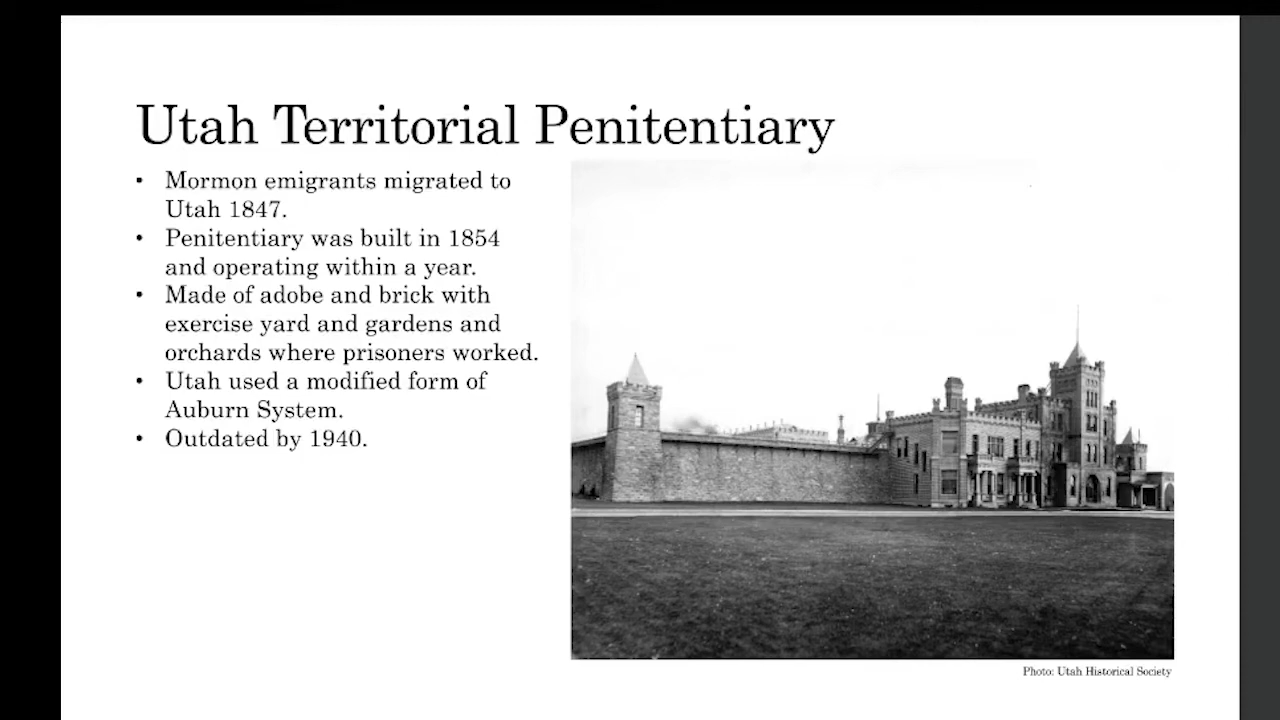 Utah Territorial Penitentiary
• Mormon emigrants migrated to
Utah 1847.
• Penitentiary was built in 1854
and operating within a year.
• Made of adobe and brick with
exercise yard and gardens and
orchards where prisoners worked.
• Utah used a modified form of
Auburn System.
• Outdated by 1940.
Photo: Utah Historical Society